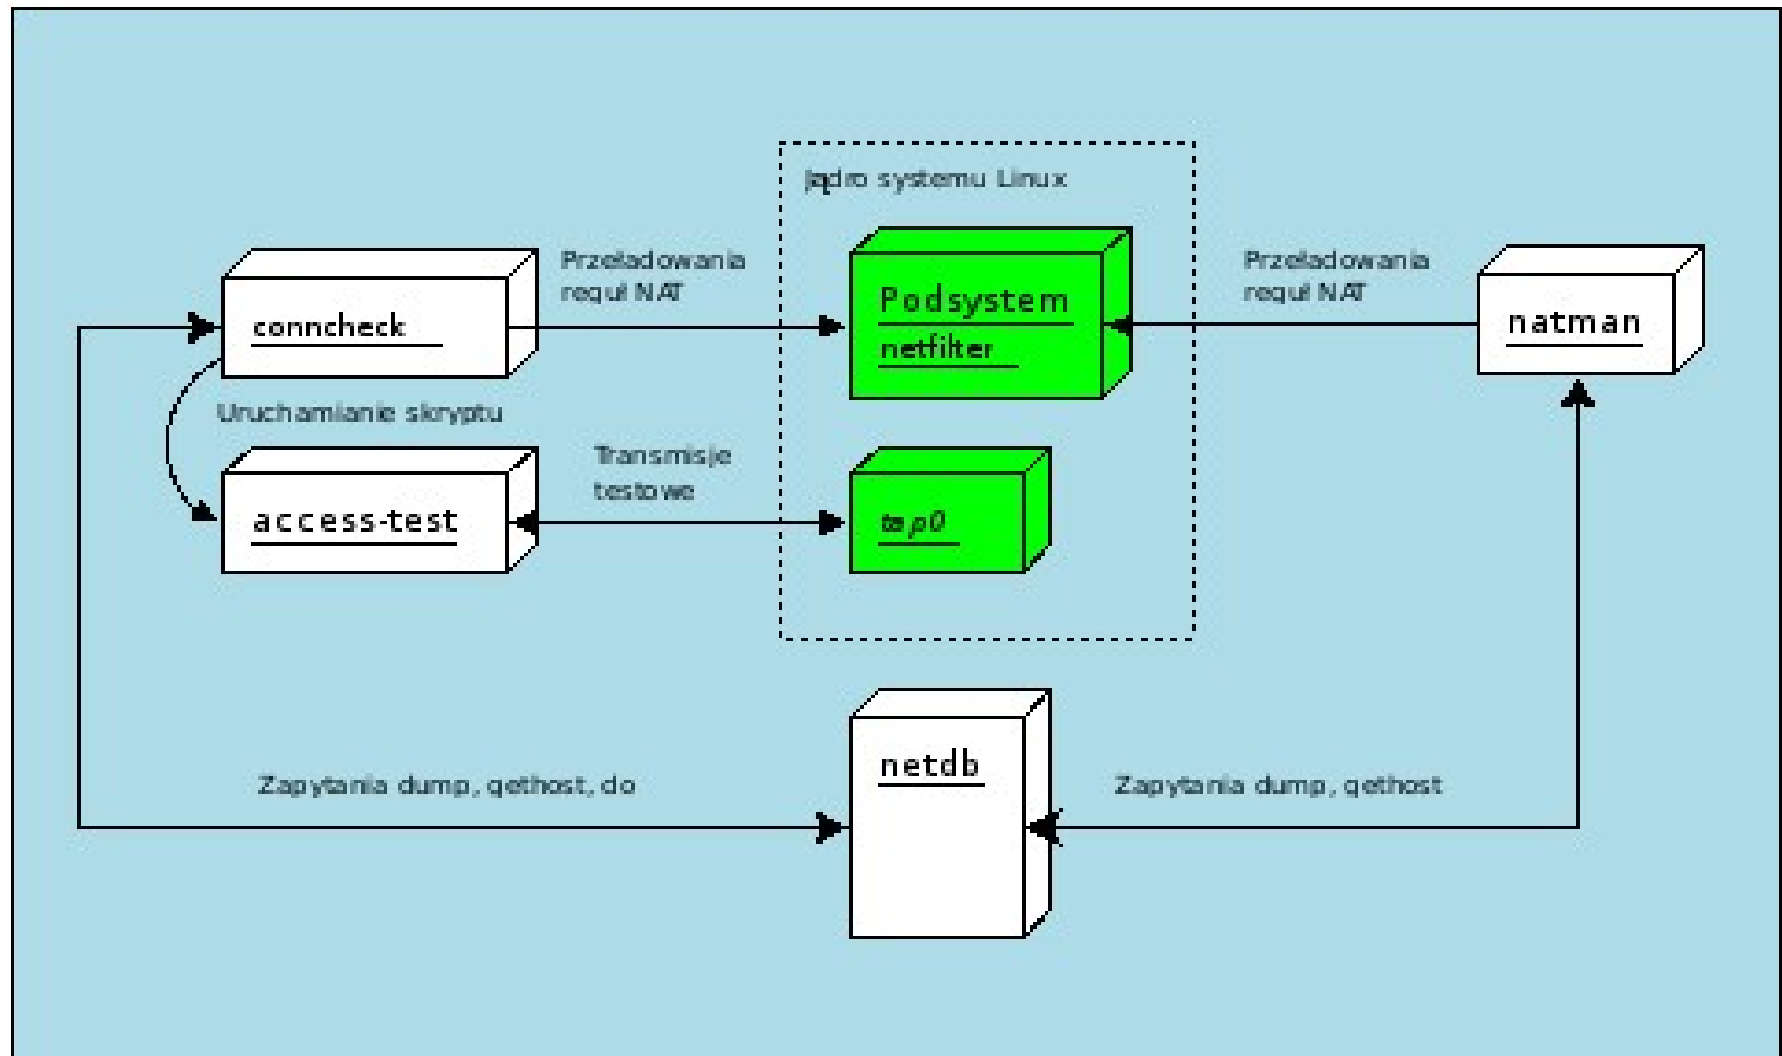 Jądro systemu Linux
Przeładowania
reguł NAT
Podsystem
netfilter
Przeładowania
reguł NAT
natman
conncheck
Uruchamianie skryptu
Transmisje
testowe
access-test
tap0
netdb
Zapytania dump, gethost, do
Zapytania dump, gethost